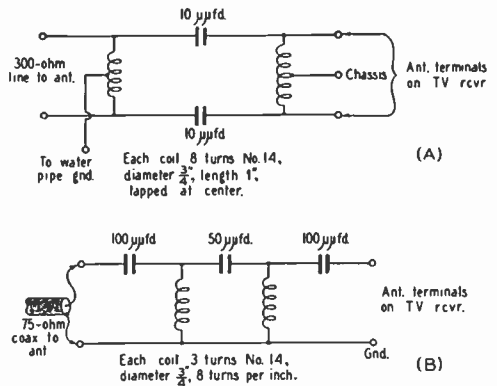 10 μμfd.
300-ohm
line to ant.
Chassis
Ant. terminals
on TV rcvr
10 μμfd
To water
pipe gnd.
Each coil 8 turns No. 14,
diameter 3/4", length 1",
tapped at center.
(A)
100 μμfd
50 μμfd.
100 μμfd
75-ohm
coax to
ant
Ant. terminals
on TV rcvr.
Gnd.
Each coil 3 turns No. 14,
diameter 3/4", 8 turns per inch.
(B)